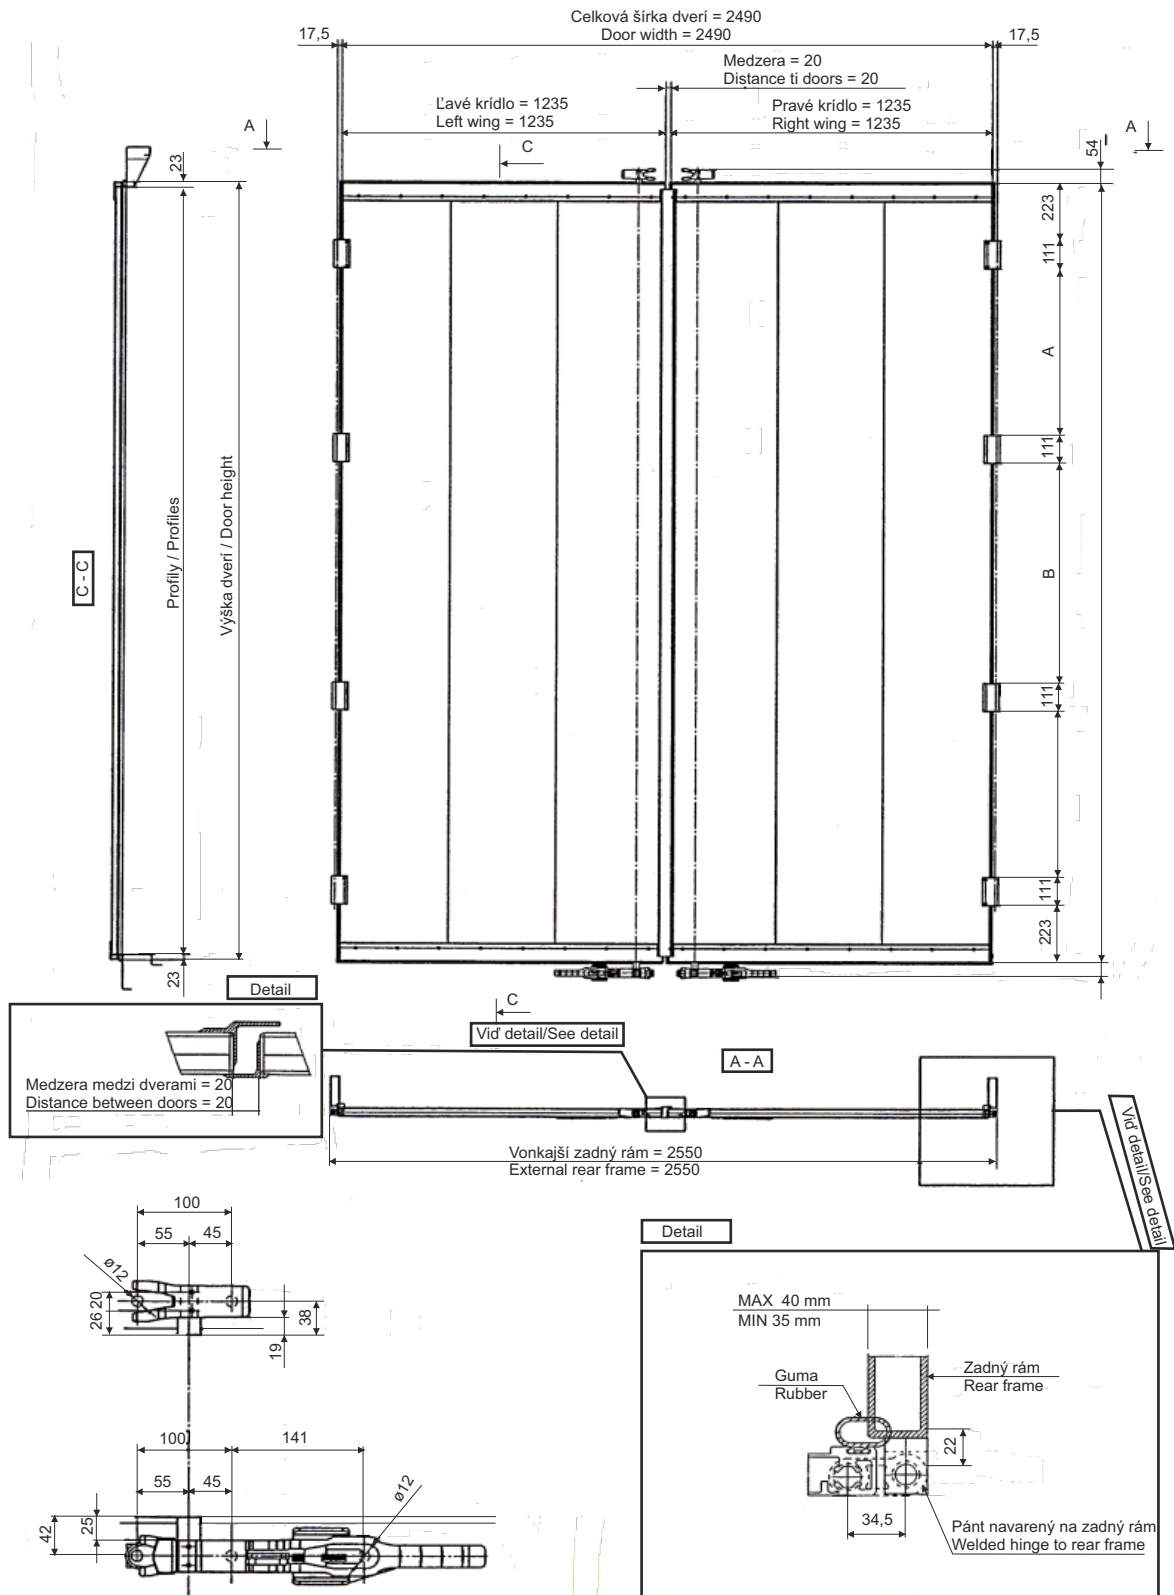 Celková šírka dverí = 2490
17,5
Door width = 2490
17,5
Medzera = 20
Distance ti doors = 20
Ľavé krídlo = 1235
Left wing = 1235
Pravé krídlo = 1235
Right wing = 1235
A
C
A
54
23
223
111
A
111
B
111
111
223
C - C
Profily / Profiles
Výška dverí / Door height
23
Detail
C
Viď detail/See detail
A - A
Medzera medzi dverami = 20
Distance between doors = 20
Vonkajší zadný rám = 2550
External rear frame = 2550
Viď detail/See detail
100
55
45
ø12
20
26
38
19
Detail
MAX 40 mm
MIN 35 mm
Guma
Rubber
Zadný rám
Rear frame
22
34,5
Pánt navarený na zadný rám
Welded hinge to rear frame
100
141
55
45
ø12
25
42